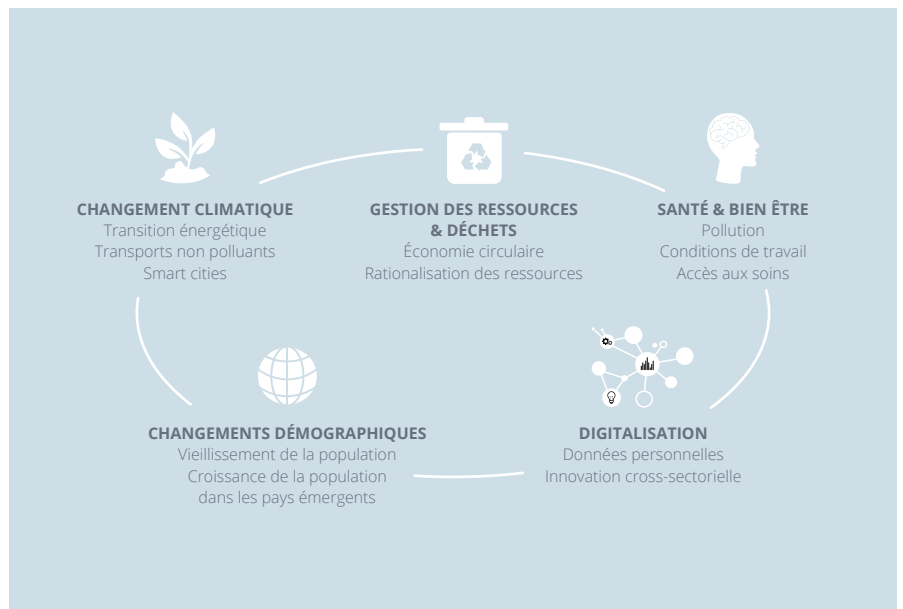 CHANGEMENT CLIMATIQUE
Transition énergétique
Transports non polluants
Smart cities
GESTION DES RESSOURCES
& DÉCHETS
Économie circulaire
Rationalisation des ressources
SANTÉ & BIEN ÊTRE
Pollution
Conditions de travail
Accès aux soins
CHANGEMENTS DÉMOGRAPHIQUES
Vieillissement de la population
Croissance de la population
dans les pays émergents
DIGITALISATION
Données personnelles
Innovation cross-sectorielle